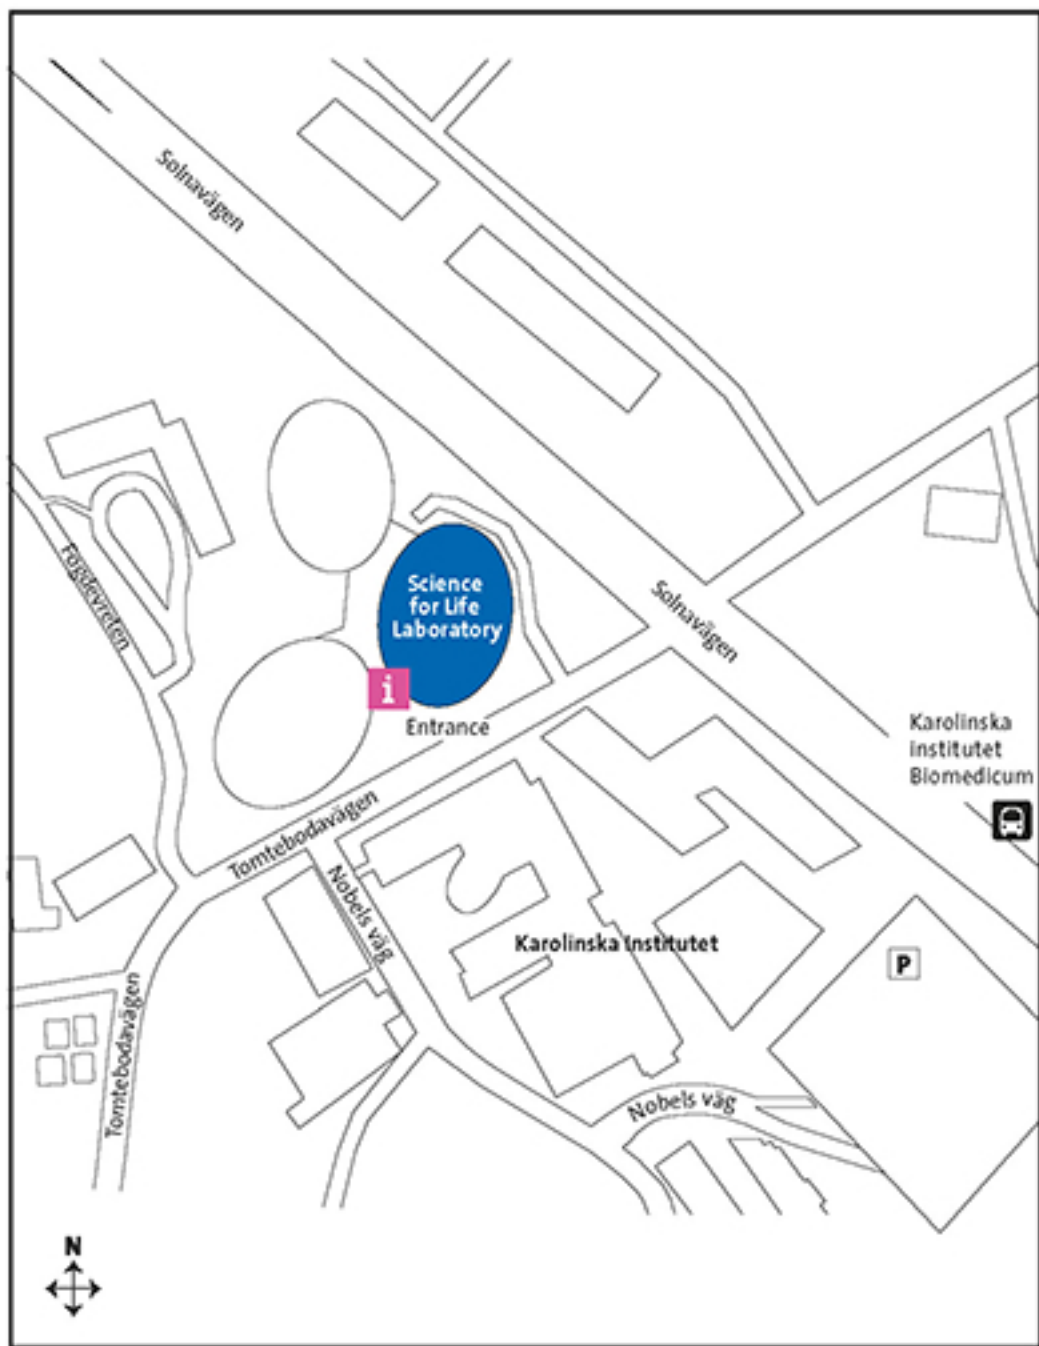 Solnavägen
Science
for Life
Laboratory
Fogdevreten
Solnavägen
i
Entrance
Karolinska
institutet
Biomedicum
Tomtebodavägen
Nobels väg
Karolinska Institutet
P
Tomtebodavägen
Nobels väg
N